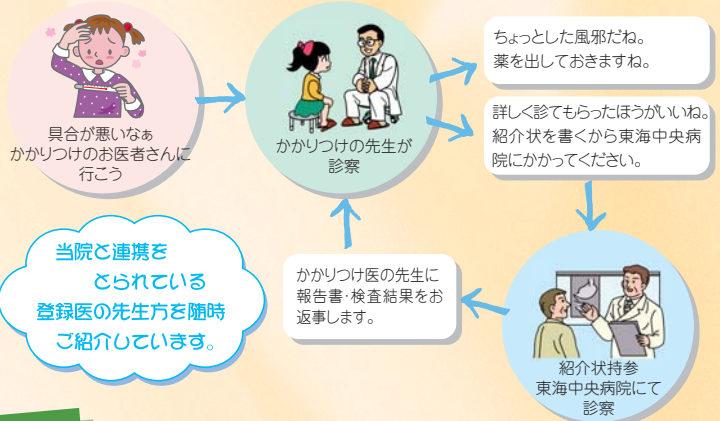 具合が悪いなぁ
かかりつけのお医者さんに
行こう
かかりつけの先生が
診察
ちょっとした風邪だね。
薬を出しておきますね。
詳しく診てもらったほうがいいね。
紹介状を書くから東海中央病
院にかかってください。
紹介状持参
東海中央病院にて
診察
かかりつけ医の先生に
報告書・検査結果をお
返事します。
当院と連携を
とられている
登録医の先生方を随時
ご紹介しています。